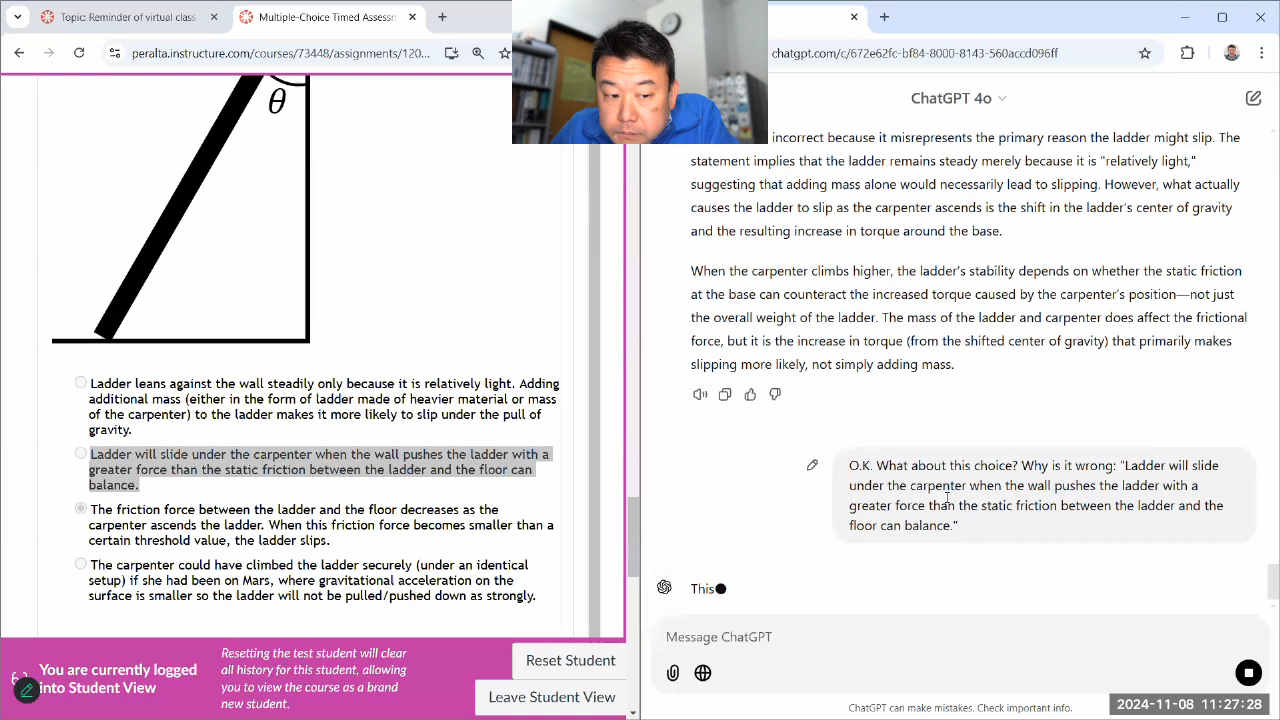 Topic: Reminder of virtual class
Multiple-Choice Timed Assessm
peralta.instructure.com/courses/73448/assignments/120...
chatgpt.com/c/672e62fc-bf84-8000-8143-560accd095ff
θ
Ladder leans against the wall steadily only because it is relatively light. Adding
additional mass (either in the form of ladder made of heavier material or mass
of the carpenter) to the ladder makes it more likely to slip under the pull of
gravity.
Ladder will slide under the carpenter when the wall pushes the ladder with a
greater force than the static friction between the ladder and the floor can
balance.
The friction force between the ladder and the floor decreases as the
carpenter ascends the ladder. When this friction force becomes smaller than a
certain threshold value, the ladder slips.
The carpenter could have climbed the ladder securely (under an identical
setup) if she had been on Mars, where gravitational acceleration on the
surface is smaller so the ladder will not be pulled/pushed down as strongly.
You are currently logged
into Student View
Resetting the test student will clear
all history for this student, allowing
you to view the course as a brand
new student.
Reset Student
Leave Student View
ChatGPT 4o
incorrect because it misrepresents the primary reason the ladder might slip. The
statement implies that the ladder remains steady merely because it is "relatively light,"
suggesting that adding mass alone would necessarily lead to slipping. However, what actually
causes the ladder to slip as the carpenter ascends is the shift in the ladder's center of gravity
and the resulting increase in torque around the base.
When the carpenter climbs higher, the ladder's stability depends on whether the static friction
at the base can counteract the increased torque caused by the carpenter's position—not just
the overall weight of the ladder. The mass of the ladder and carpenter does affect the frictional
force, but it is the increase in torque (from the shifted center of gravity) that primarily makes
slipping more likely, not simply adding mass.
O.K. What about this choice? Why is it wrong: "Ladder will slide
under the carpenter when the wall pushes the ladder with a
greater force than the static friction between the ladder and the
floor can balance."
This
Message ChatGPT
ChatGPT can make mistakes. Check important info.
2024-11-08 11:27:28